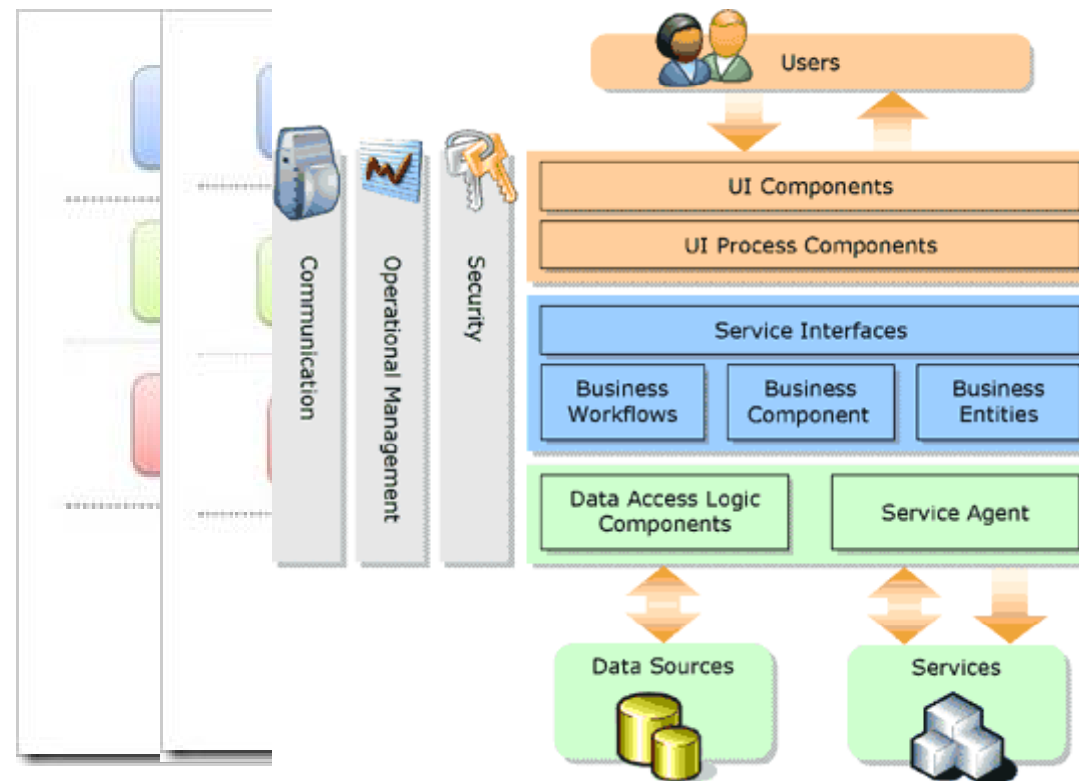 Users
UI Components
UI Process Components
Communication
Operational Management
Security
Service Interfaces
Business
Workflows
Business
Component
Business
Entities
Data Access Logic
Components
Service Agent
Data Sources
Services